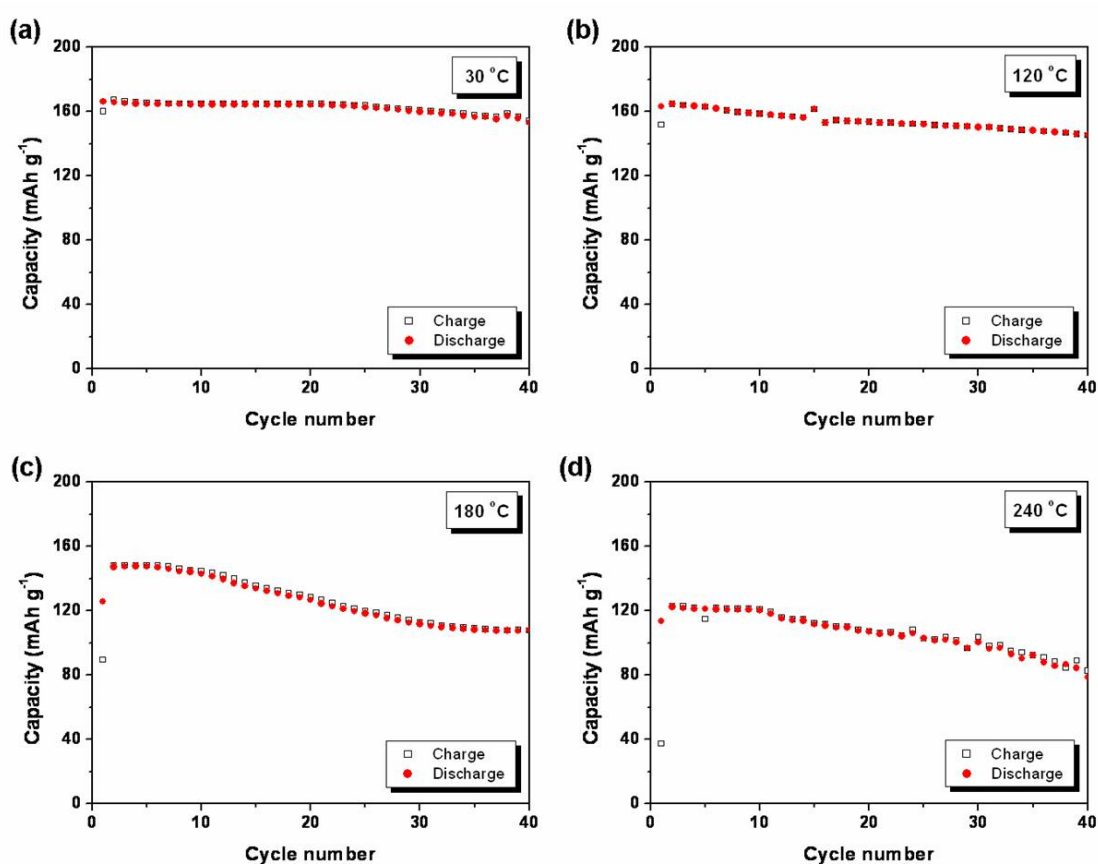 (a)
200
160
120
80
40
0
Capacity (mAh g⁻¹)
30 °C
Charge
Discharge
0 10 20 30 40
Cycle number
(b)
200
160
120
80
40
0
Capacity (mAh g⁻¹)
120 °C
Charge
Discharge
0 10 20 30 40
Cycle number
(c)
200
160
120
80
40
0
Capacity (mAh g⁻¹)
180 °C
Charge
Discharge
0 10 20 30 40
Cycle number
(d)
200
160
120
80
40
0
Capacity (mAh g⁻¹)
240 °C
Charge
Discharge
0 10 20 30 40
Cycle number